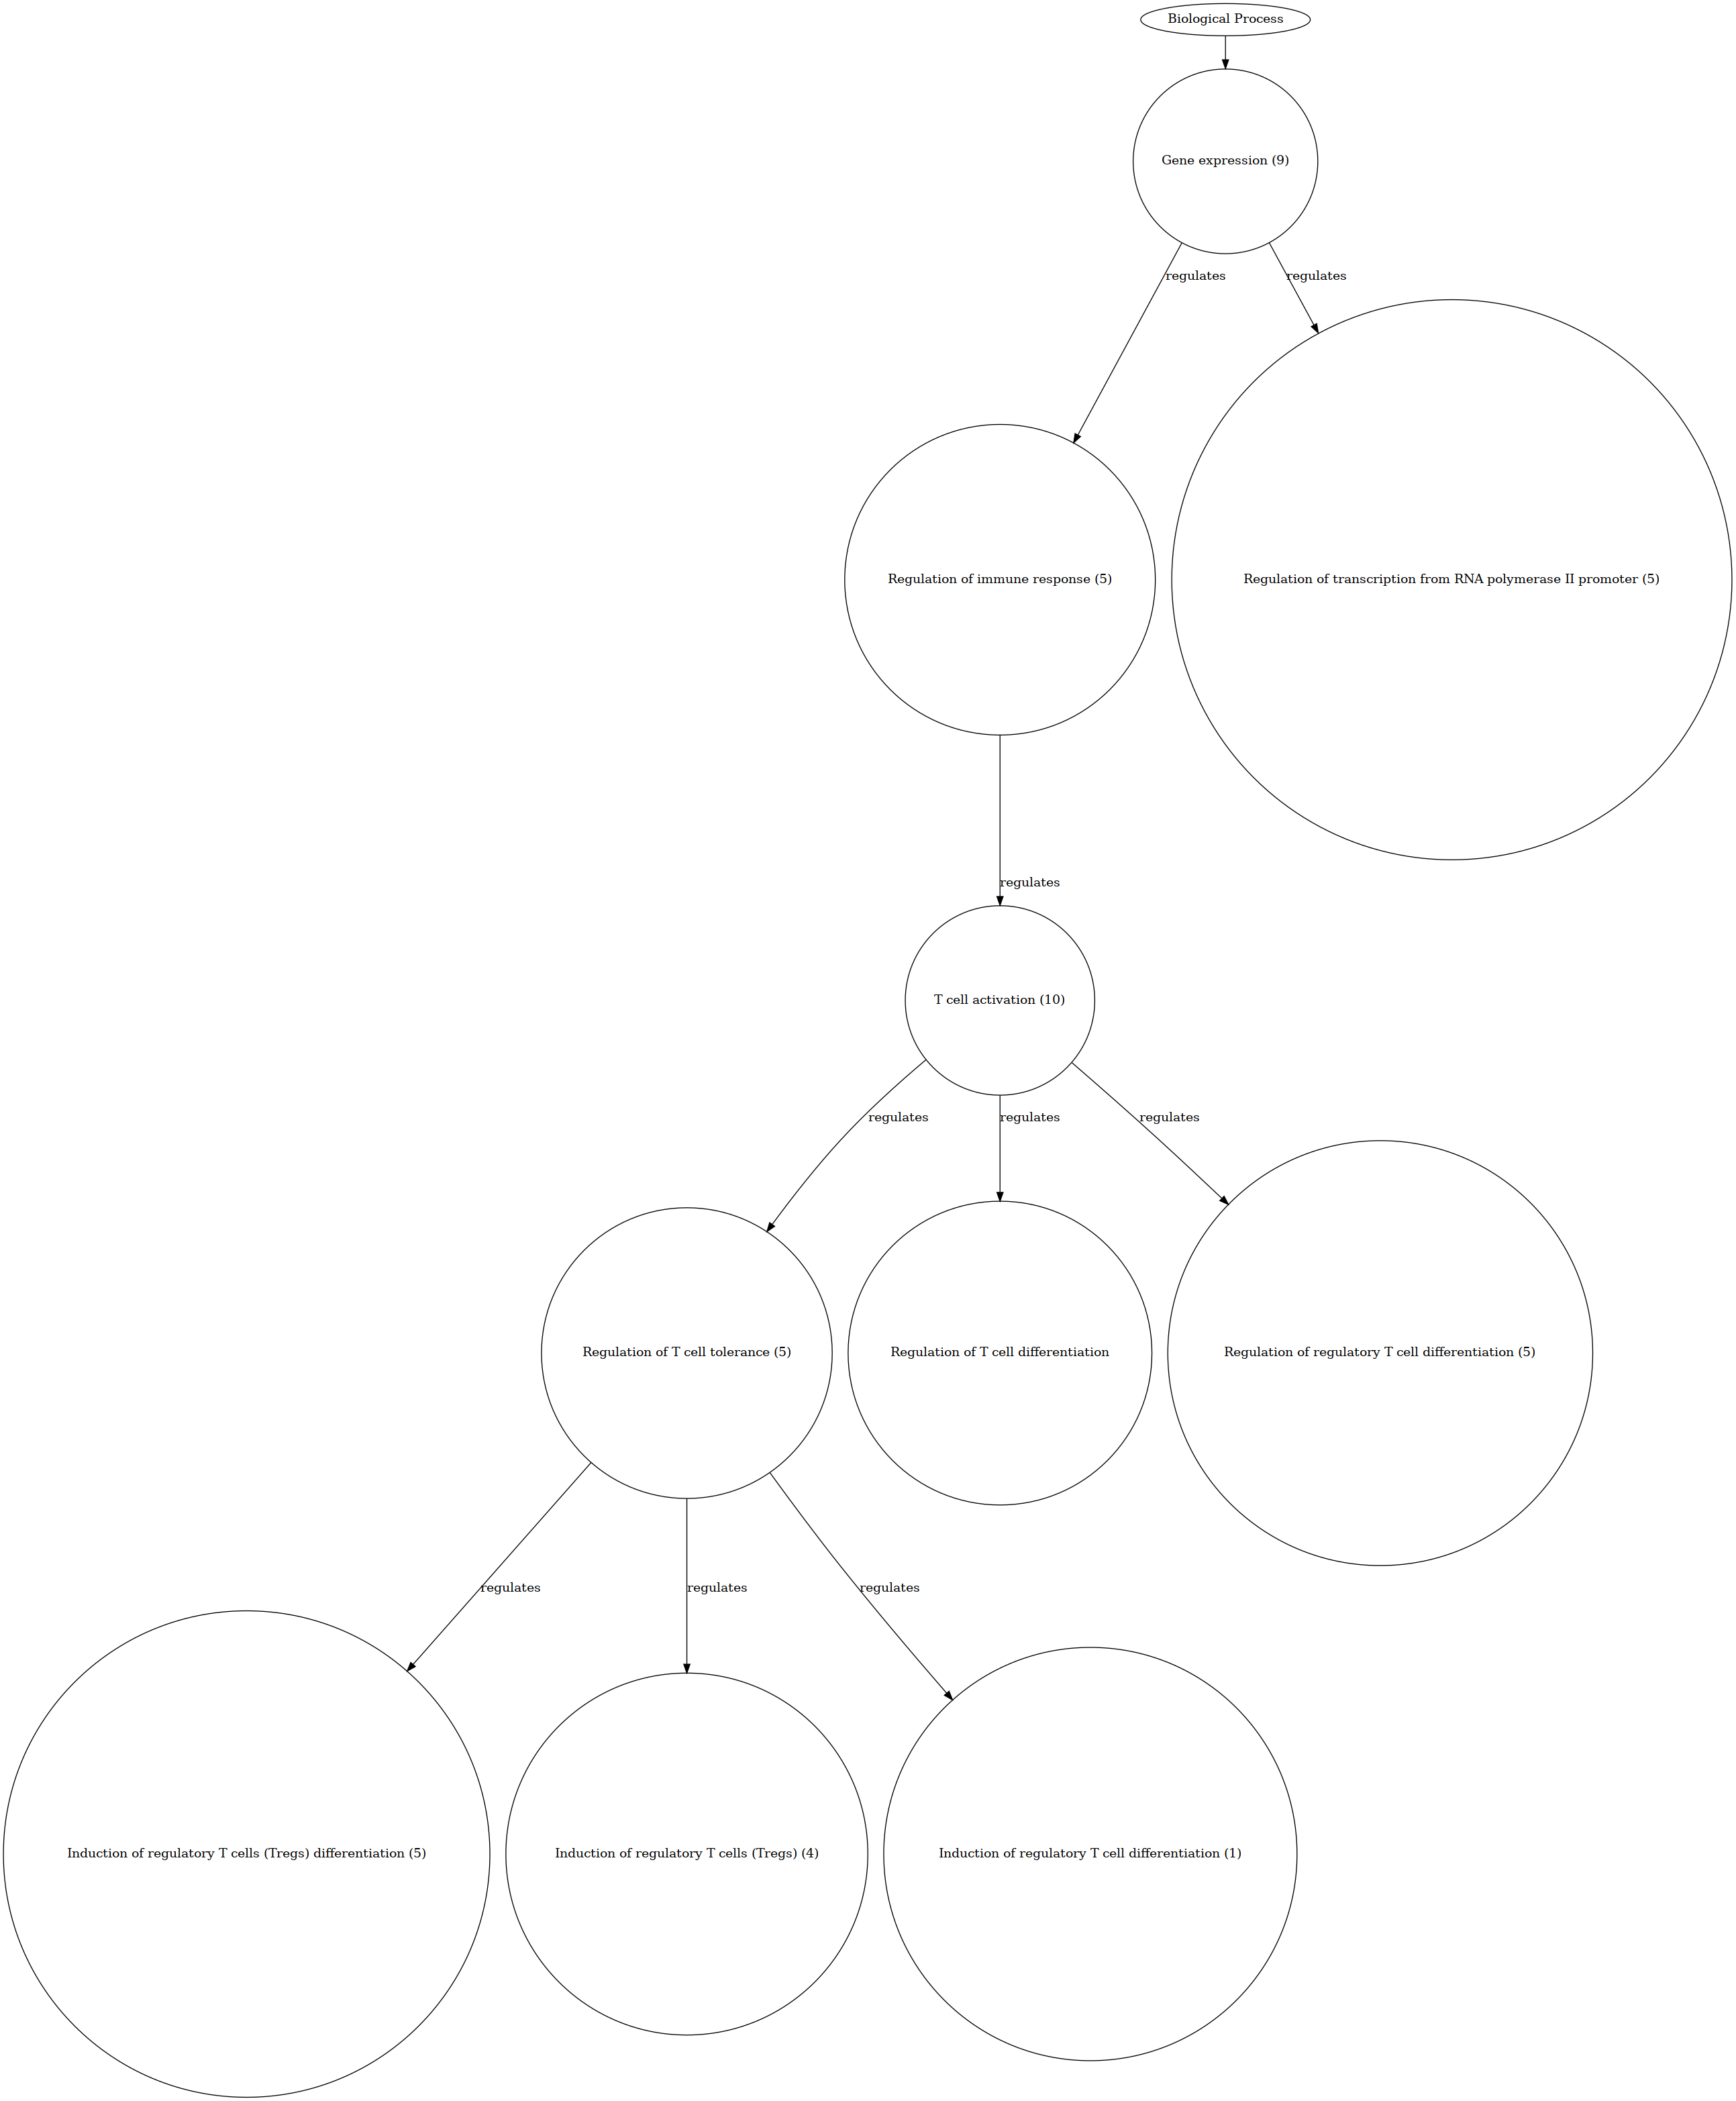 Biological Process
Gene expression (9)
regulates
regulates
Regulation of immune response (5)
Regulation of transcription from RNA polymerase II promoter (5)
regulates
T cell activation (10)
regulates
regulates
regulates
Regulation of T cell tolerance (5)
Regulation of T cell differentiation
Regulation of regulatory T cell differentiation (5)
regulates
regulates
regulates
Induction of regulatory T cells (Tregs) differentiation (5)
Induction of regulatory T cells (Tregs) (4)
Induction of regulatory T cell differentiation (1)